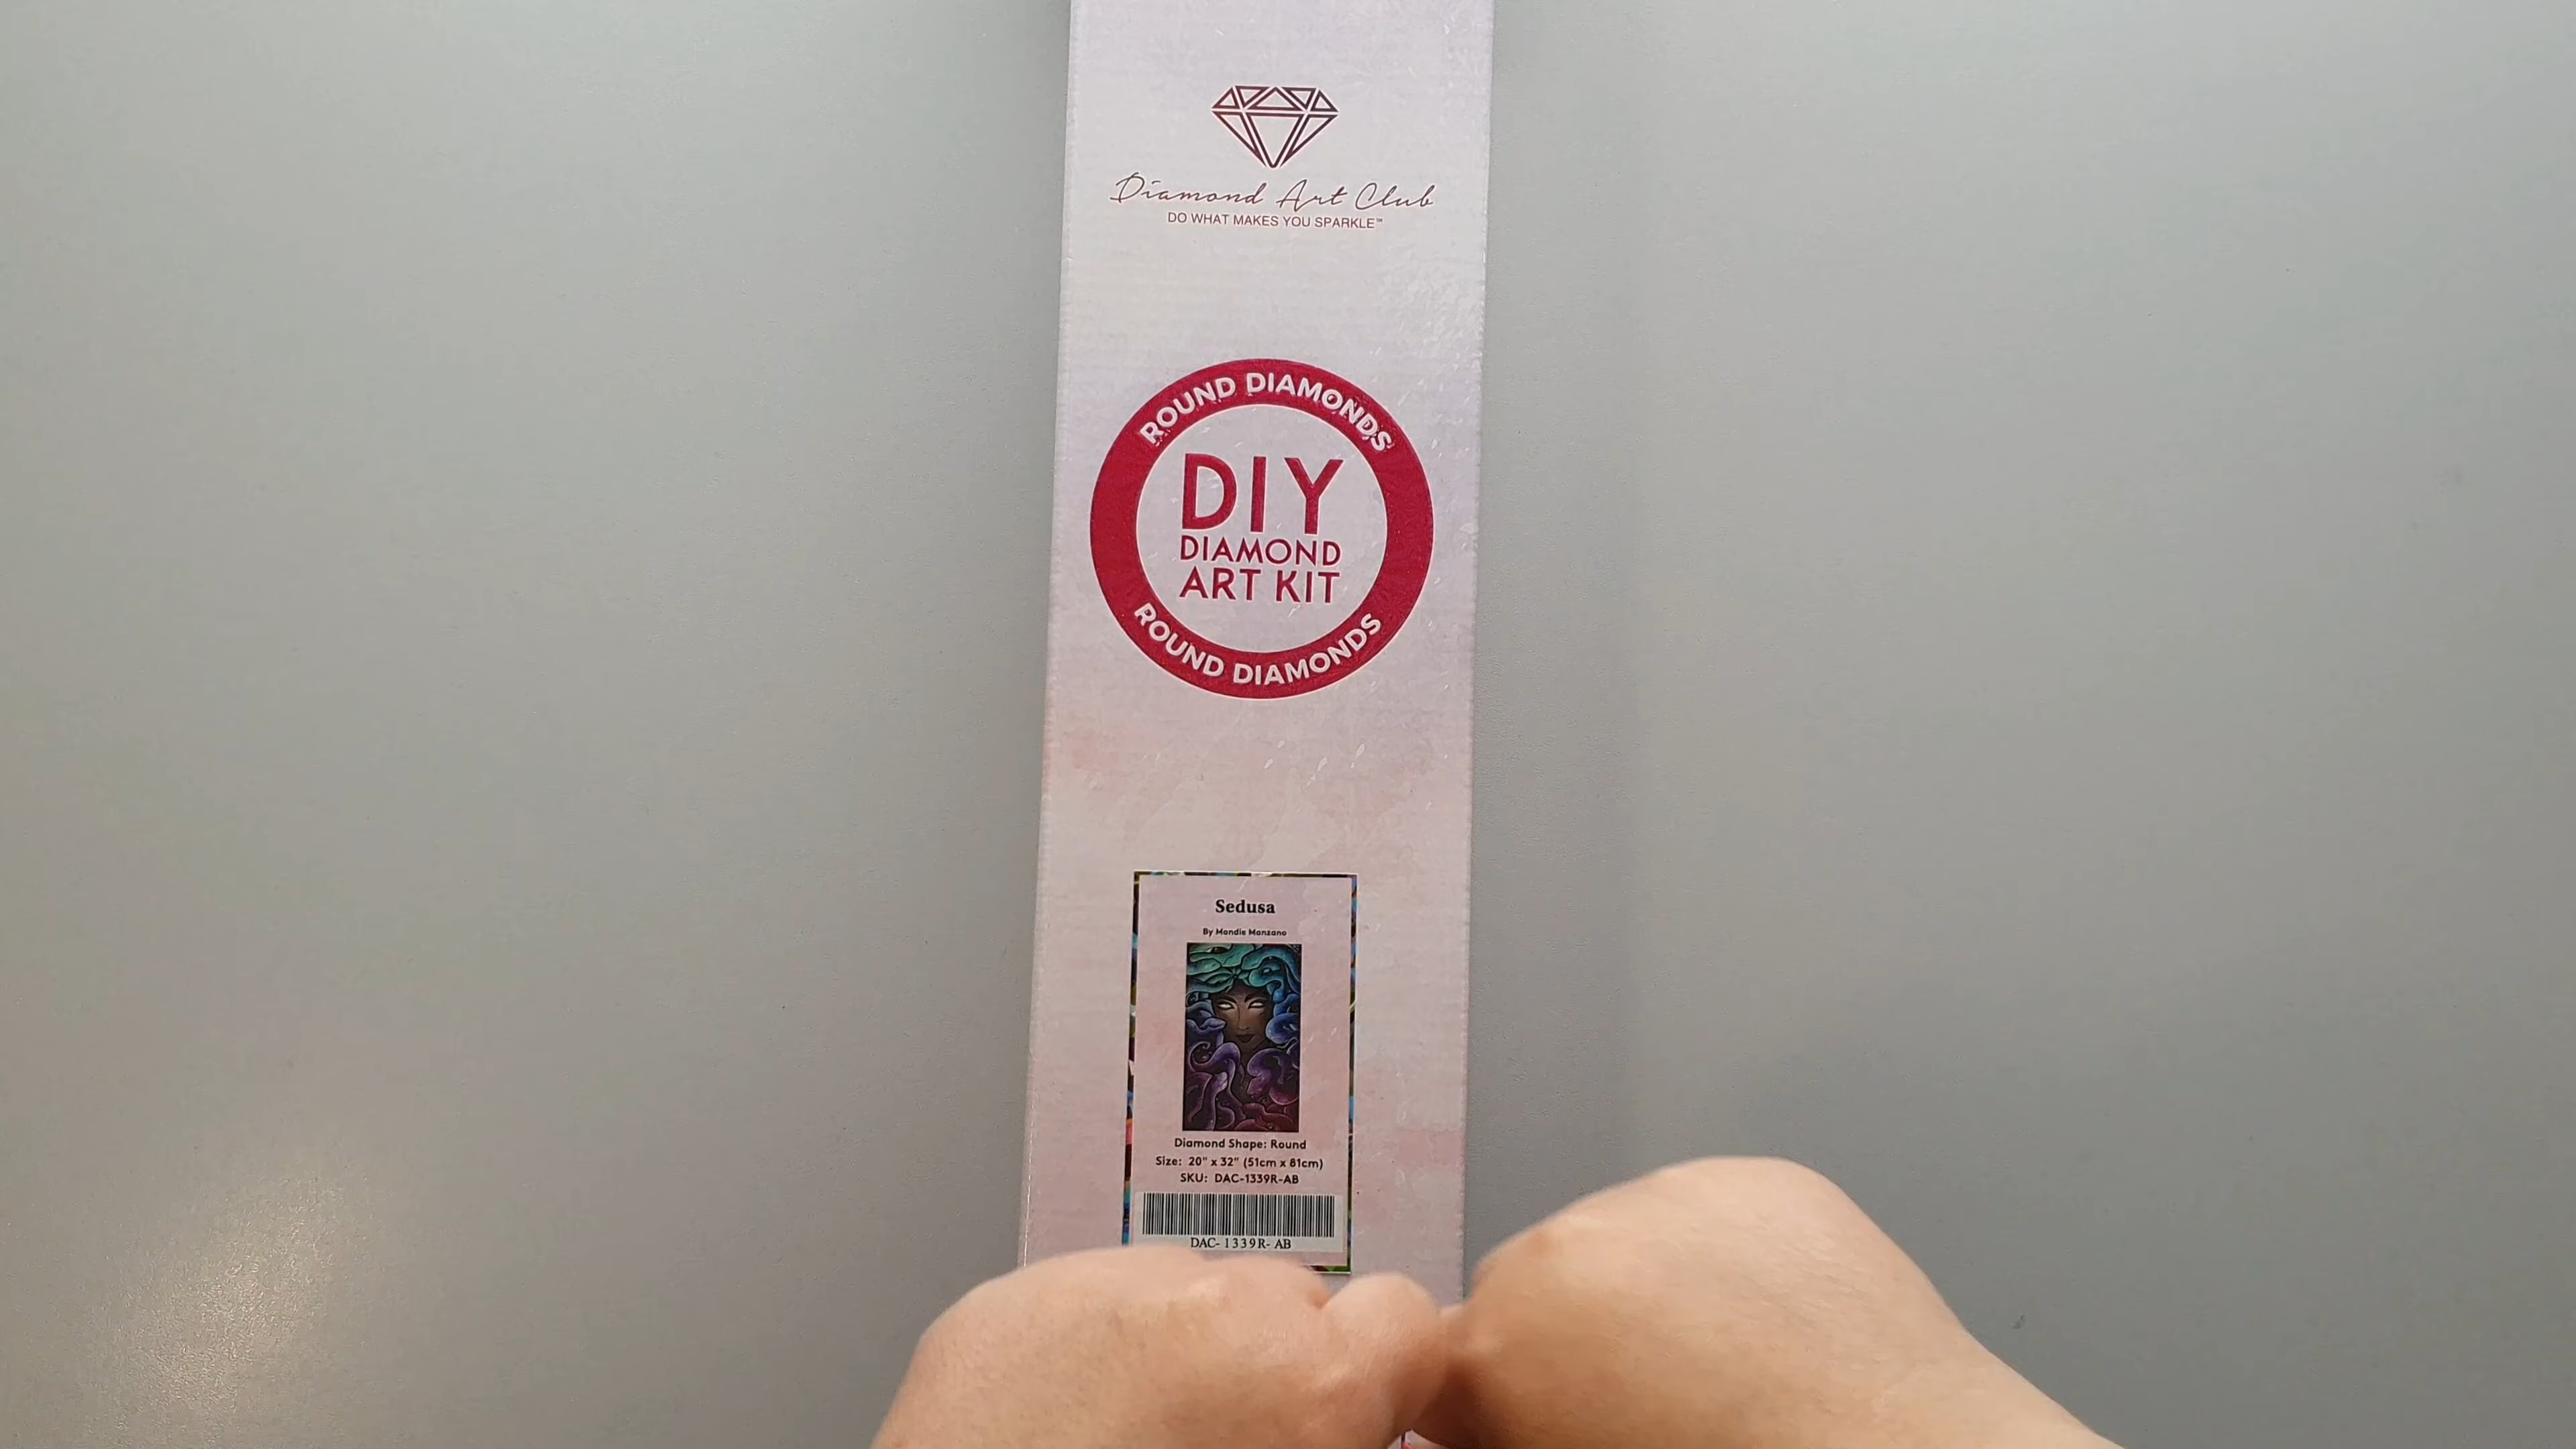 Diamond Art Club
DO WHAT MAKES YOU SPARKLE™
ROUND DIAMONDS
DIY
DIAMOND
ART KIT
ROUND DIAMONDS
Sedusa
By Mandie Manzano
Diamond Shape: Round
Size: 20" x 32" (51cm x 81cm)
SKU: DAC-1339R-AB
DAC-1339R-AB